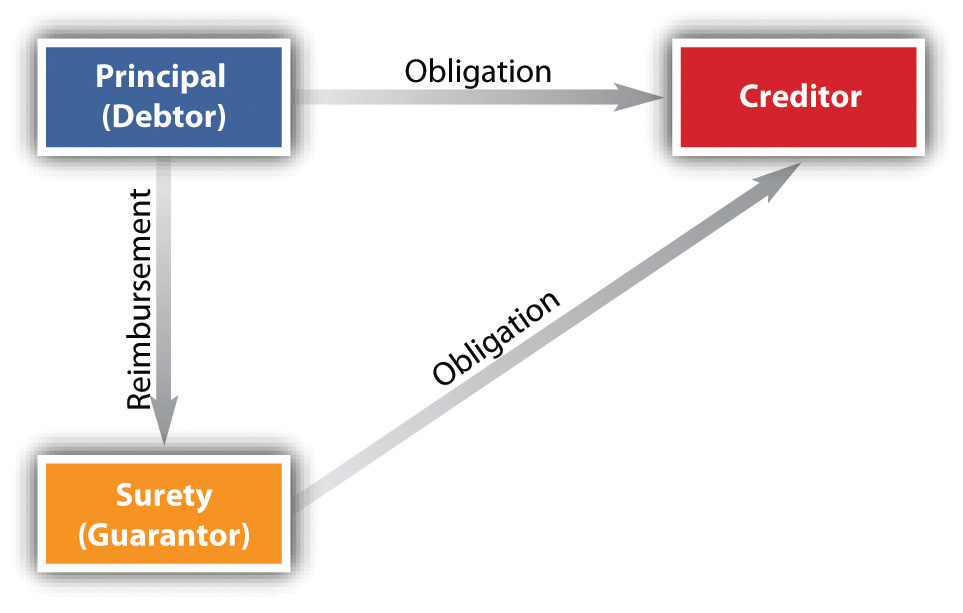 Principal
(Debtor)
Obligation
Creditor
Reimbursement
Obligation
Surety
(Guarantor)